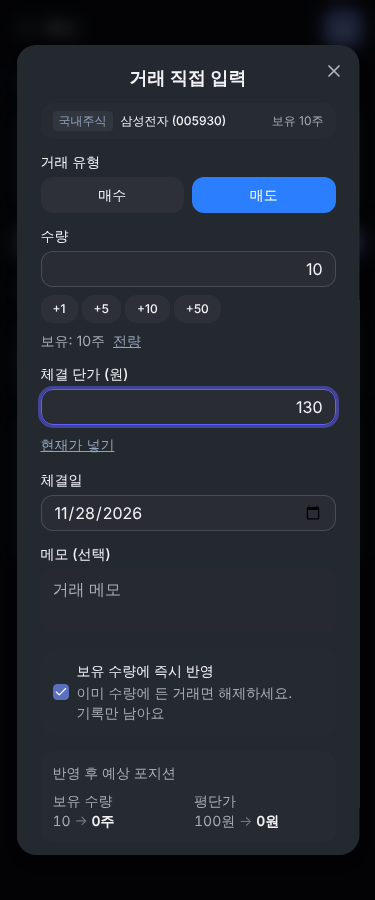 거래 직접 입력
국내주식 삼성전자 (005930) 보유 10주
거래 유형
매수 매도
수량
10
+1 +5 +10 +50
보유: 10주 전량
체결 단가 (원)
130
현재가 넣기
체결일
11/28/2026
메모 (선택)
거래 메모
보유 수량에 즉시 반영
이미 수량에 든 거래면 해제하세요.
기록만 남아요
반영 후 예상 포지션
보유 수량 평단가
10 → 0주 100원 → 0원